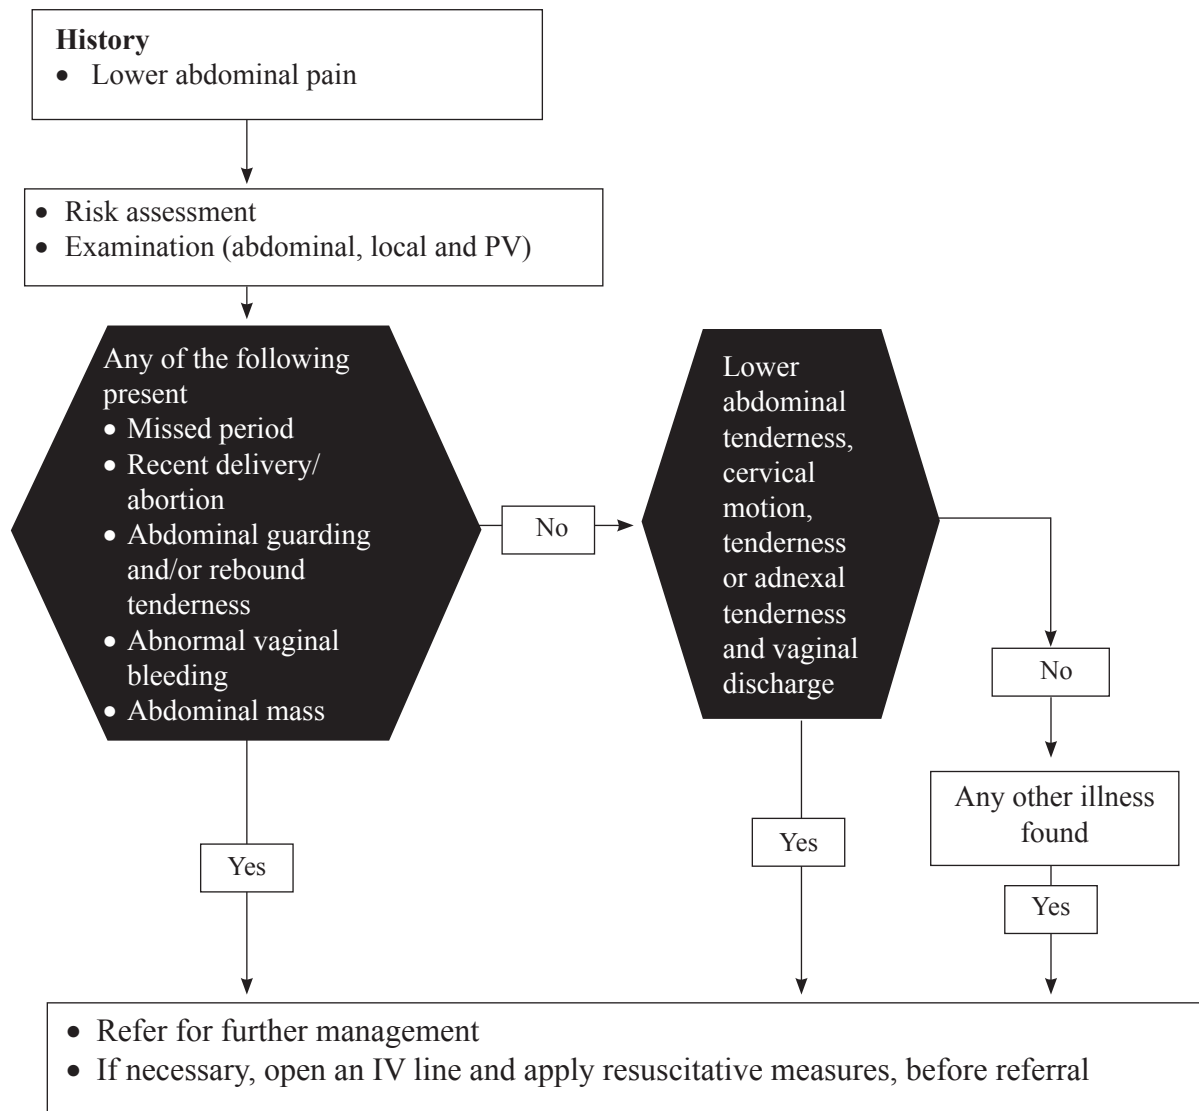 History
• Lower abdominal pain
• Risk assessment
• Examination (abdominal, local and PV)
Any of the following
present
• Missed period
• Recent delivery/
abortion
• Abdominal guarding
and/or rebound
tenderness
• Abnormal vaginal
bleeding
• Abdominal mass
No
Lower
abdominal
tenderness,
cervical
motion,
tenderness
or adnexal
tenderness
and vaginal
discharge
No
Any other illness
found
Yes
Yes
Yes
• Refer for further management
• If necessary, open an IV line and apply resuscitative measures, before referral